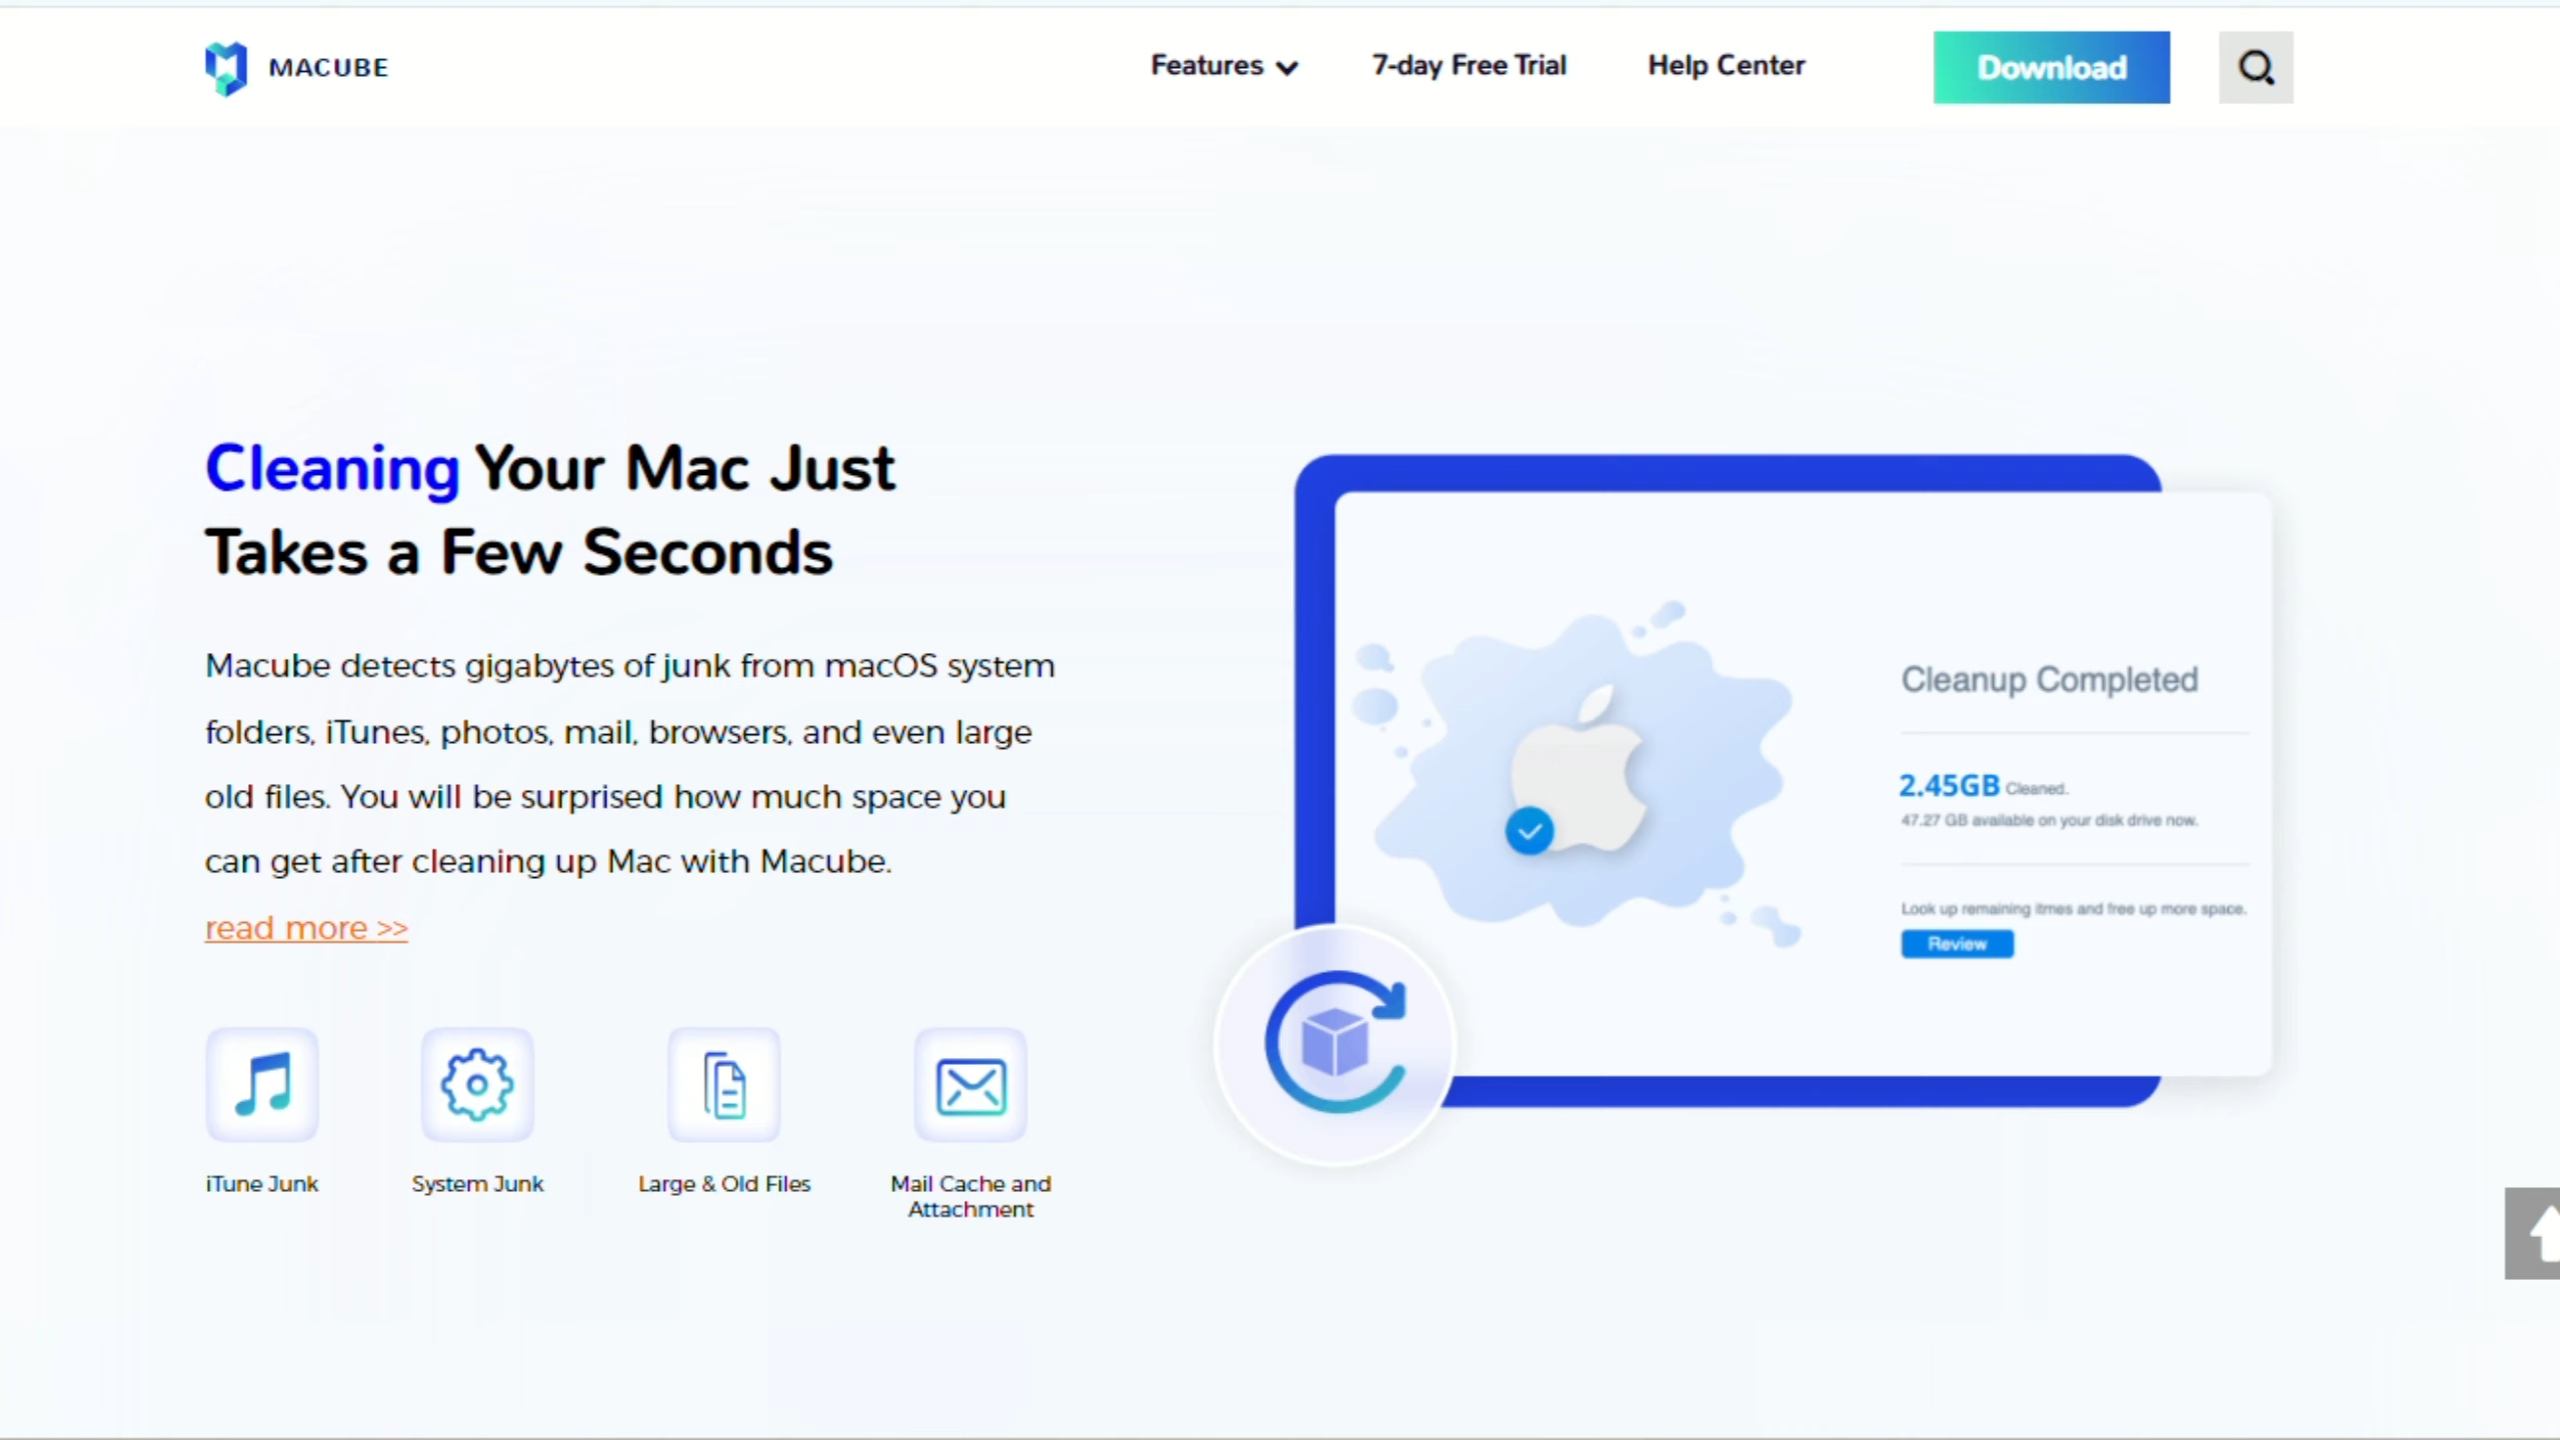 MACUBE
Features
7-day Free Trial
Help Center
Download
Cleaning Your Mac Just
Takes a Few Seconds
Macube detects gigabytes of junk from macOS system
folders, iTunes, photos, mail, browsers, and even large
old files. You will be surprised how much space you
can get after cleaning up Mac with Macube.
read more >>
iTune Junk
System Junk
Large & Old Files
Mail Cache and
Attachment
Cleanup Completed
2.45GB Cleaned.
47.27 GB available on your disk drive now.
Look up remaining itmes and free up more space.
Review